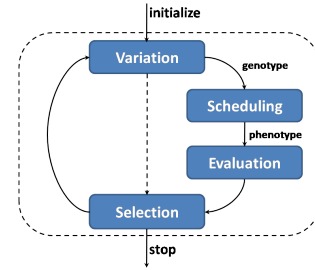 initialize
Variation
genotype
Scheduling
phenotype
Evaluation
Selection
stop